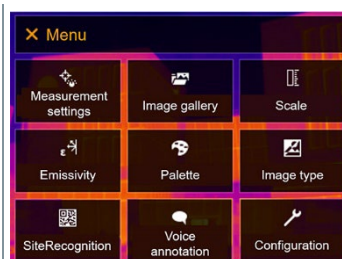 × Menu
Measurement
settings
Image gallery
Scale
ε
Emissivity
Palette
Image type
SiteRecognition
Voice
annotation
Configuration